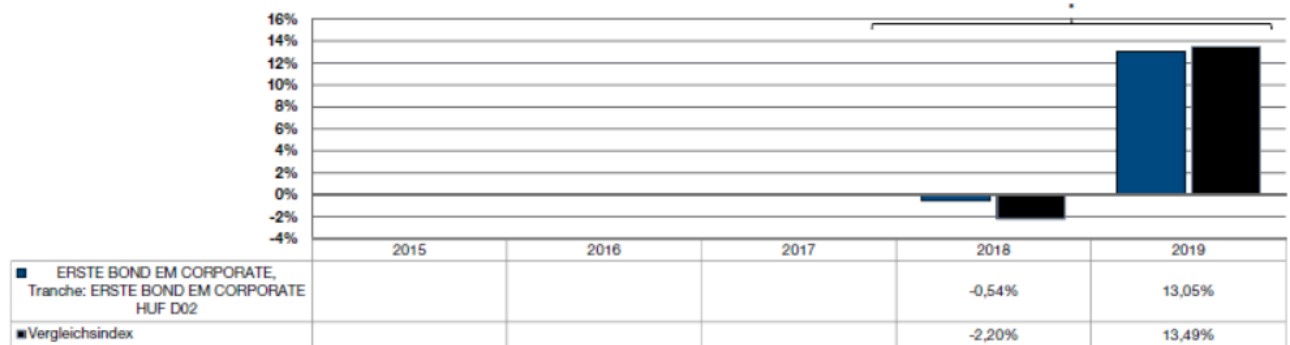 *
16%
14%
12%
10%
8%
6%
4%
2%
0%
-2%
-4%
2015 2016 2017 2018 2019
ERSTE BOND EM CORPORATE,
Tranche: ERSTE BOND EM CORPORATE
HUF D02
-0,54% 13,05%
Vergleichsindex -2,20% 13,49%